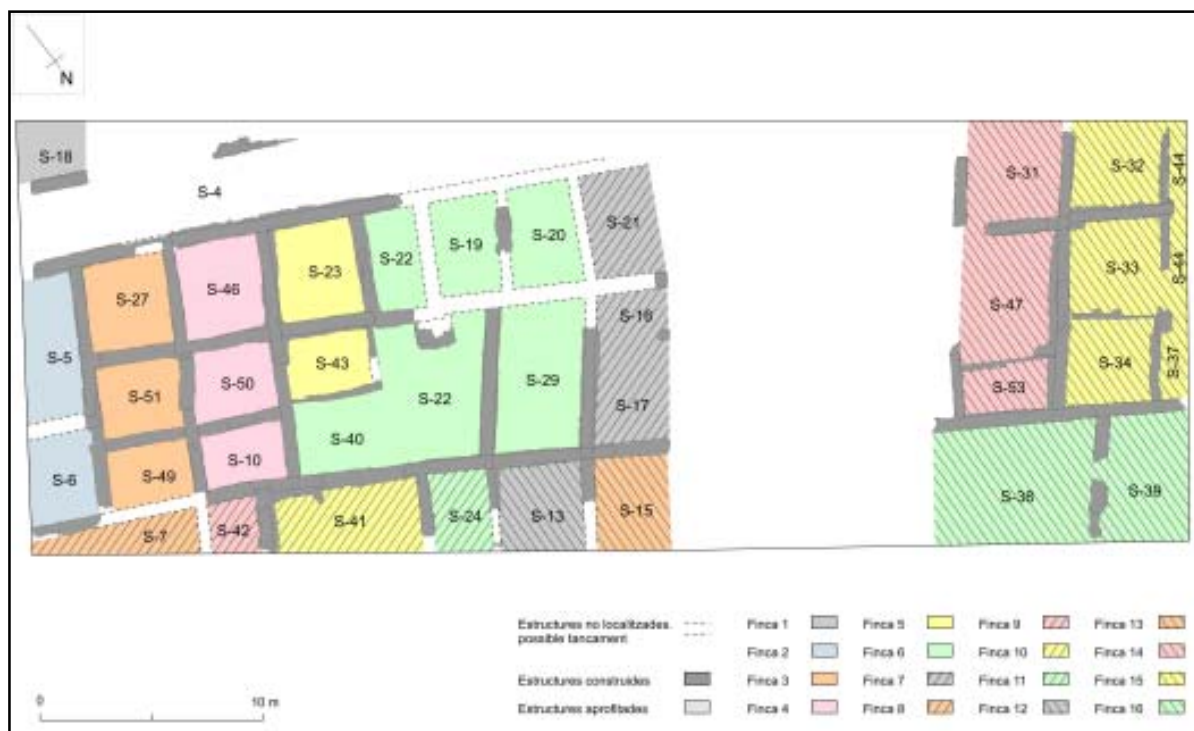 N
S-18
S-4
S-31
S-32
S-44
S-21
S-20
S-19
S-22
S-23
S-46
S-27
S-5
S-33
S-44
S-47
S-16
S-43
S-50
S-51
S-22
S-29
S-17
S-34
S-37
S-53
S-40
S-10
S-49
S-6
S-7
S-42
S-41
S-24
S-13
S-15
S-38
S-39
Estructures no localitzades possible tancament
Estructures construïdes
Estructures aprofitades
Finca 1
Finca 2
Finca 3
Finca 4
Finca 5
Finca 6
Finca 7
Finca 8
Finca 9
Finca 10
Finca 11
Finca 12
Finca 13
Finca 14
Finca 15
Finca 16
0 10 m